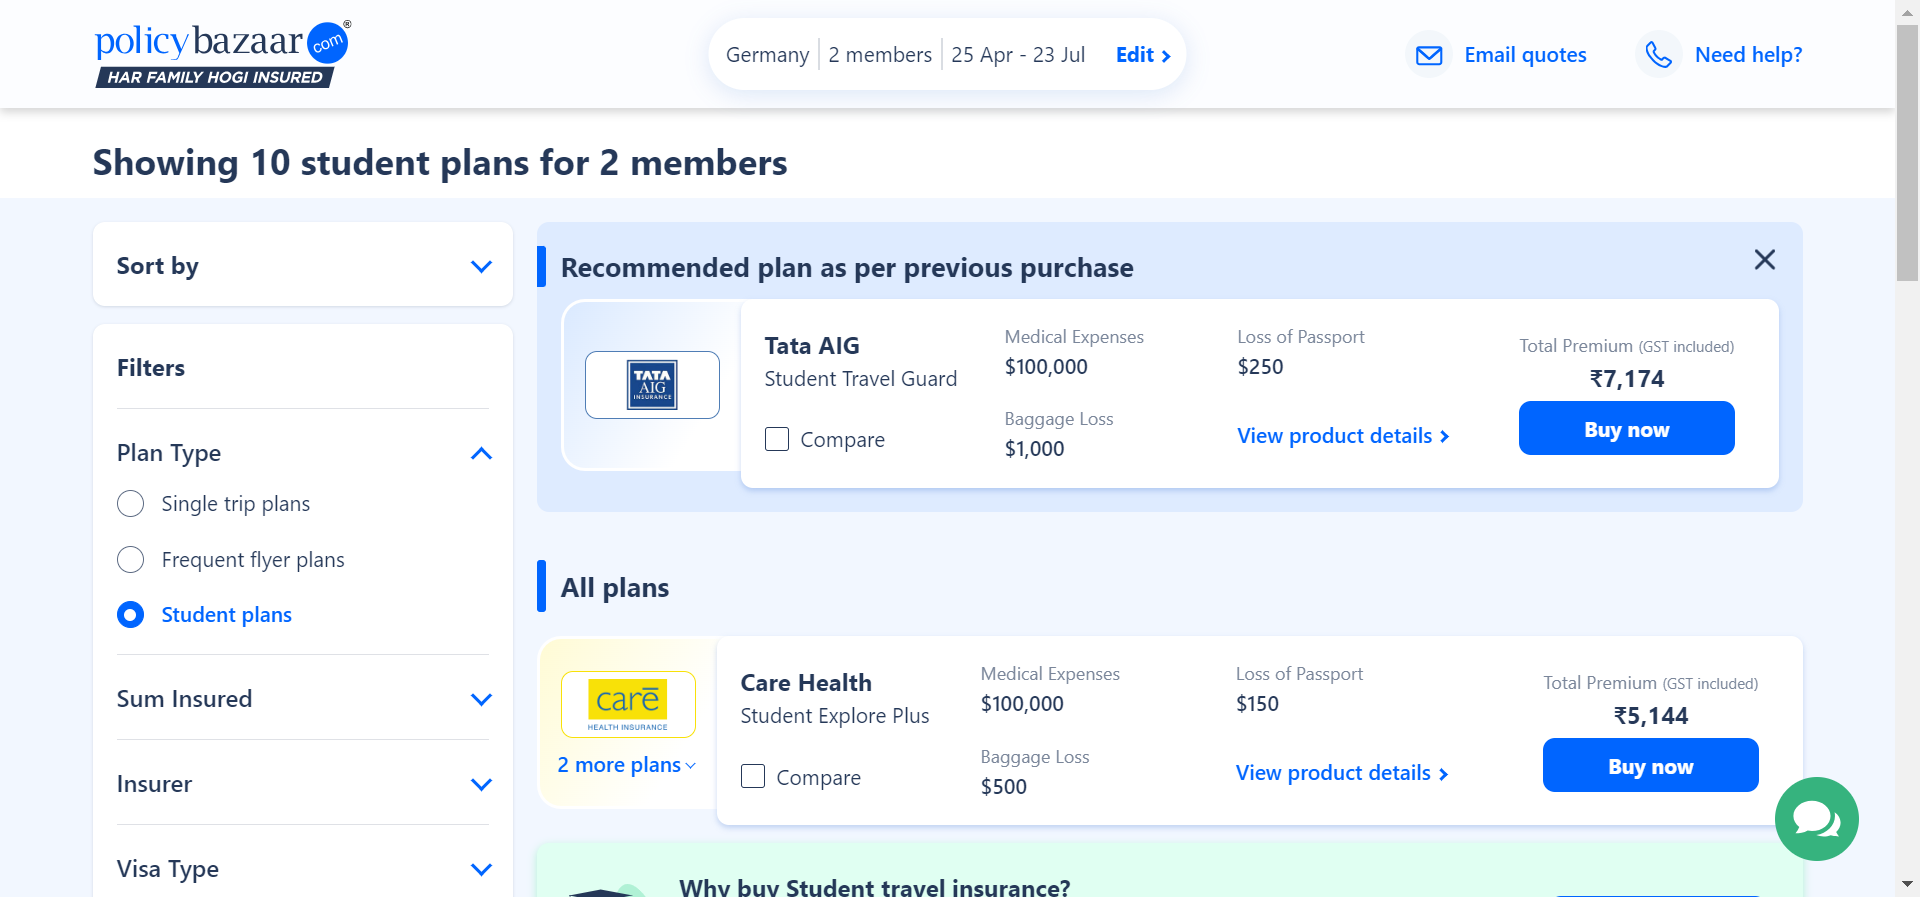 policybazaar.com®
HAR FAMILY HOGI INSURED
Germany 2 members 25 Apr - 23 Jul Edit
Email quotes
Need help?
Showing 10 student plans for 2 members
Sort by
Filters
Plan Type
Single trip plans
Frequent flyer plans
Student plans
Sum Insured
Insurer
Visa Type
Recommended plan as per previous purchase
TATA
AIG
INSURANCE
Tata AIG
Student Travel Guard
Compare
Medical Expenses
$100,000
Baggage Loss
$1,000
Loss of Passport
$250
View product details
Total Premium (GST included)
₹7,174
Buy now
All plans
care
HEALTH INSURANCE
2 more plans
Care Health
Student Explore Plus
Compare
Medical Expenses
$100,000
Baggage Loss
$500
Loss of Passport
$150
View product details
Total Premium (GST included)
₹5,144
Buy now
Why buy Student travel insurance?